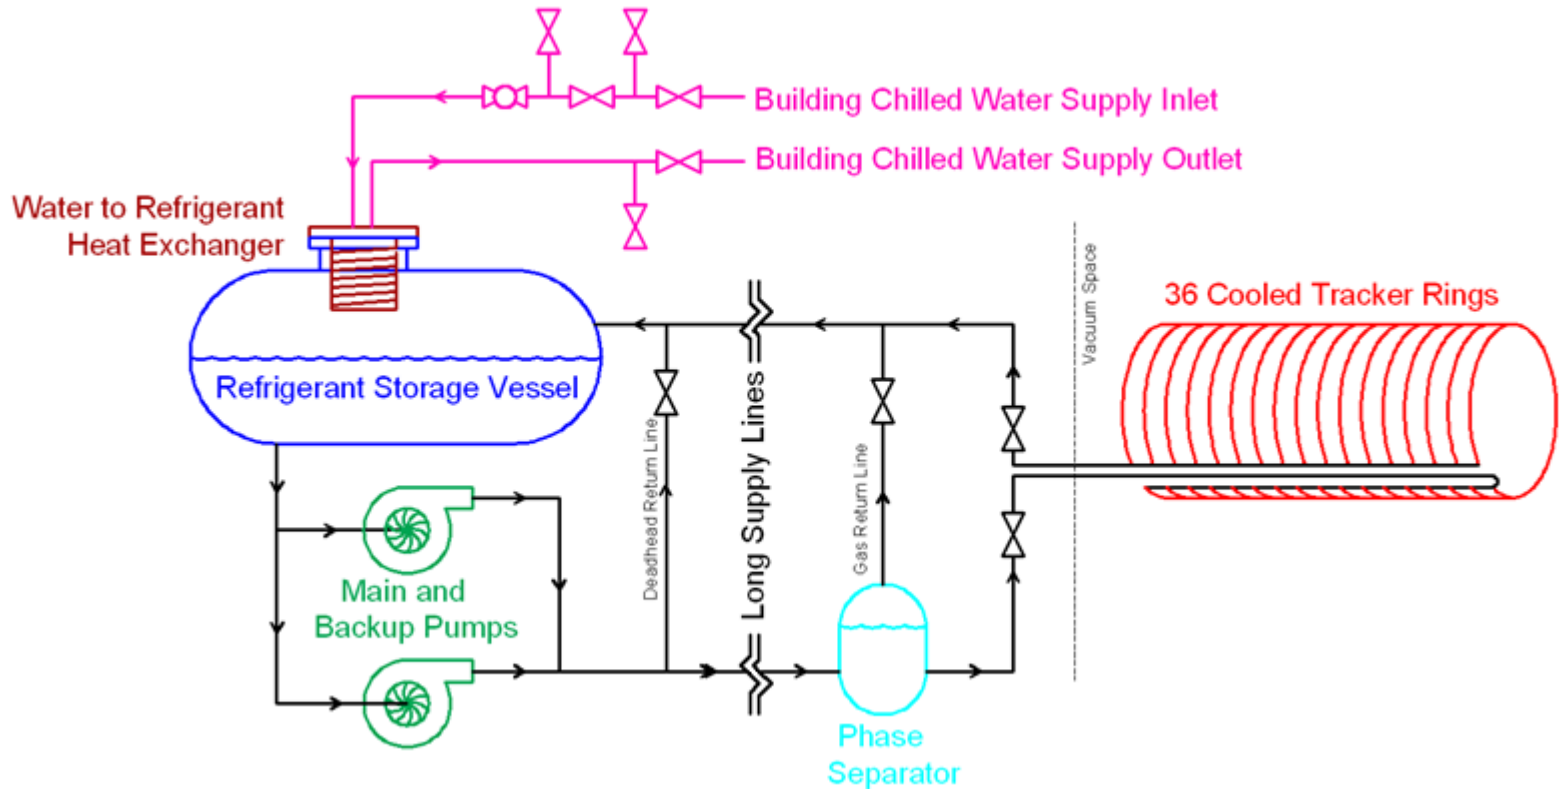 Building Chilled Water Supply Inlet
Building Chilled Water Supply Outlet
Water to Refrigerant
Heat Exchanger
Vacuum Space
36 Cooled Tracker Rings
Refrigerant Storage Vessel
Deadhead Return Line
Long Supply Lines
Gas Return Line
Main and
Backup Pumps
Phase
Separator